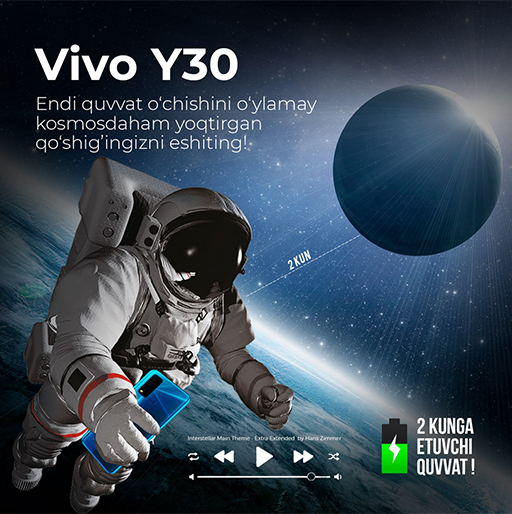 Vivo Y30
Endi quvvat o‘chishini o‘ylamay
kosmosdaham yoqtirgan
qo‘shig’ingizni eshiting!
2 KUN
Interstellar Main Theme - Extra Extended by Hans Zimmer
2 KUNGA
ETUVCHI
QUVVAT !